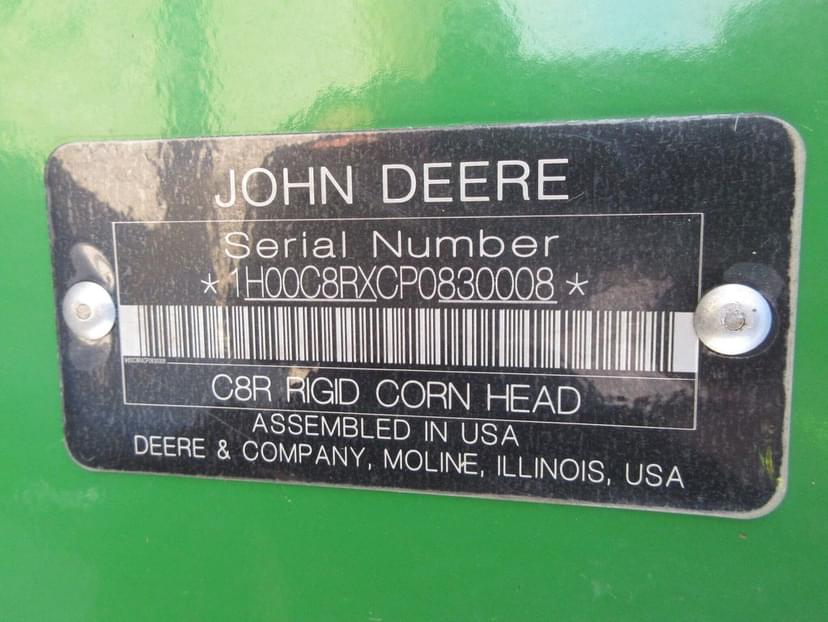 JOHN DEERE
Serial Number
*1H00C8RXCP0830008*
C8R RIGID CORN HEAD
ASSEMBLED IN USA
DEERE & COMPANY, MOLINE, ILLINOIS, USA